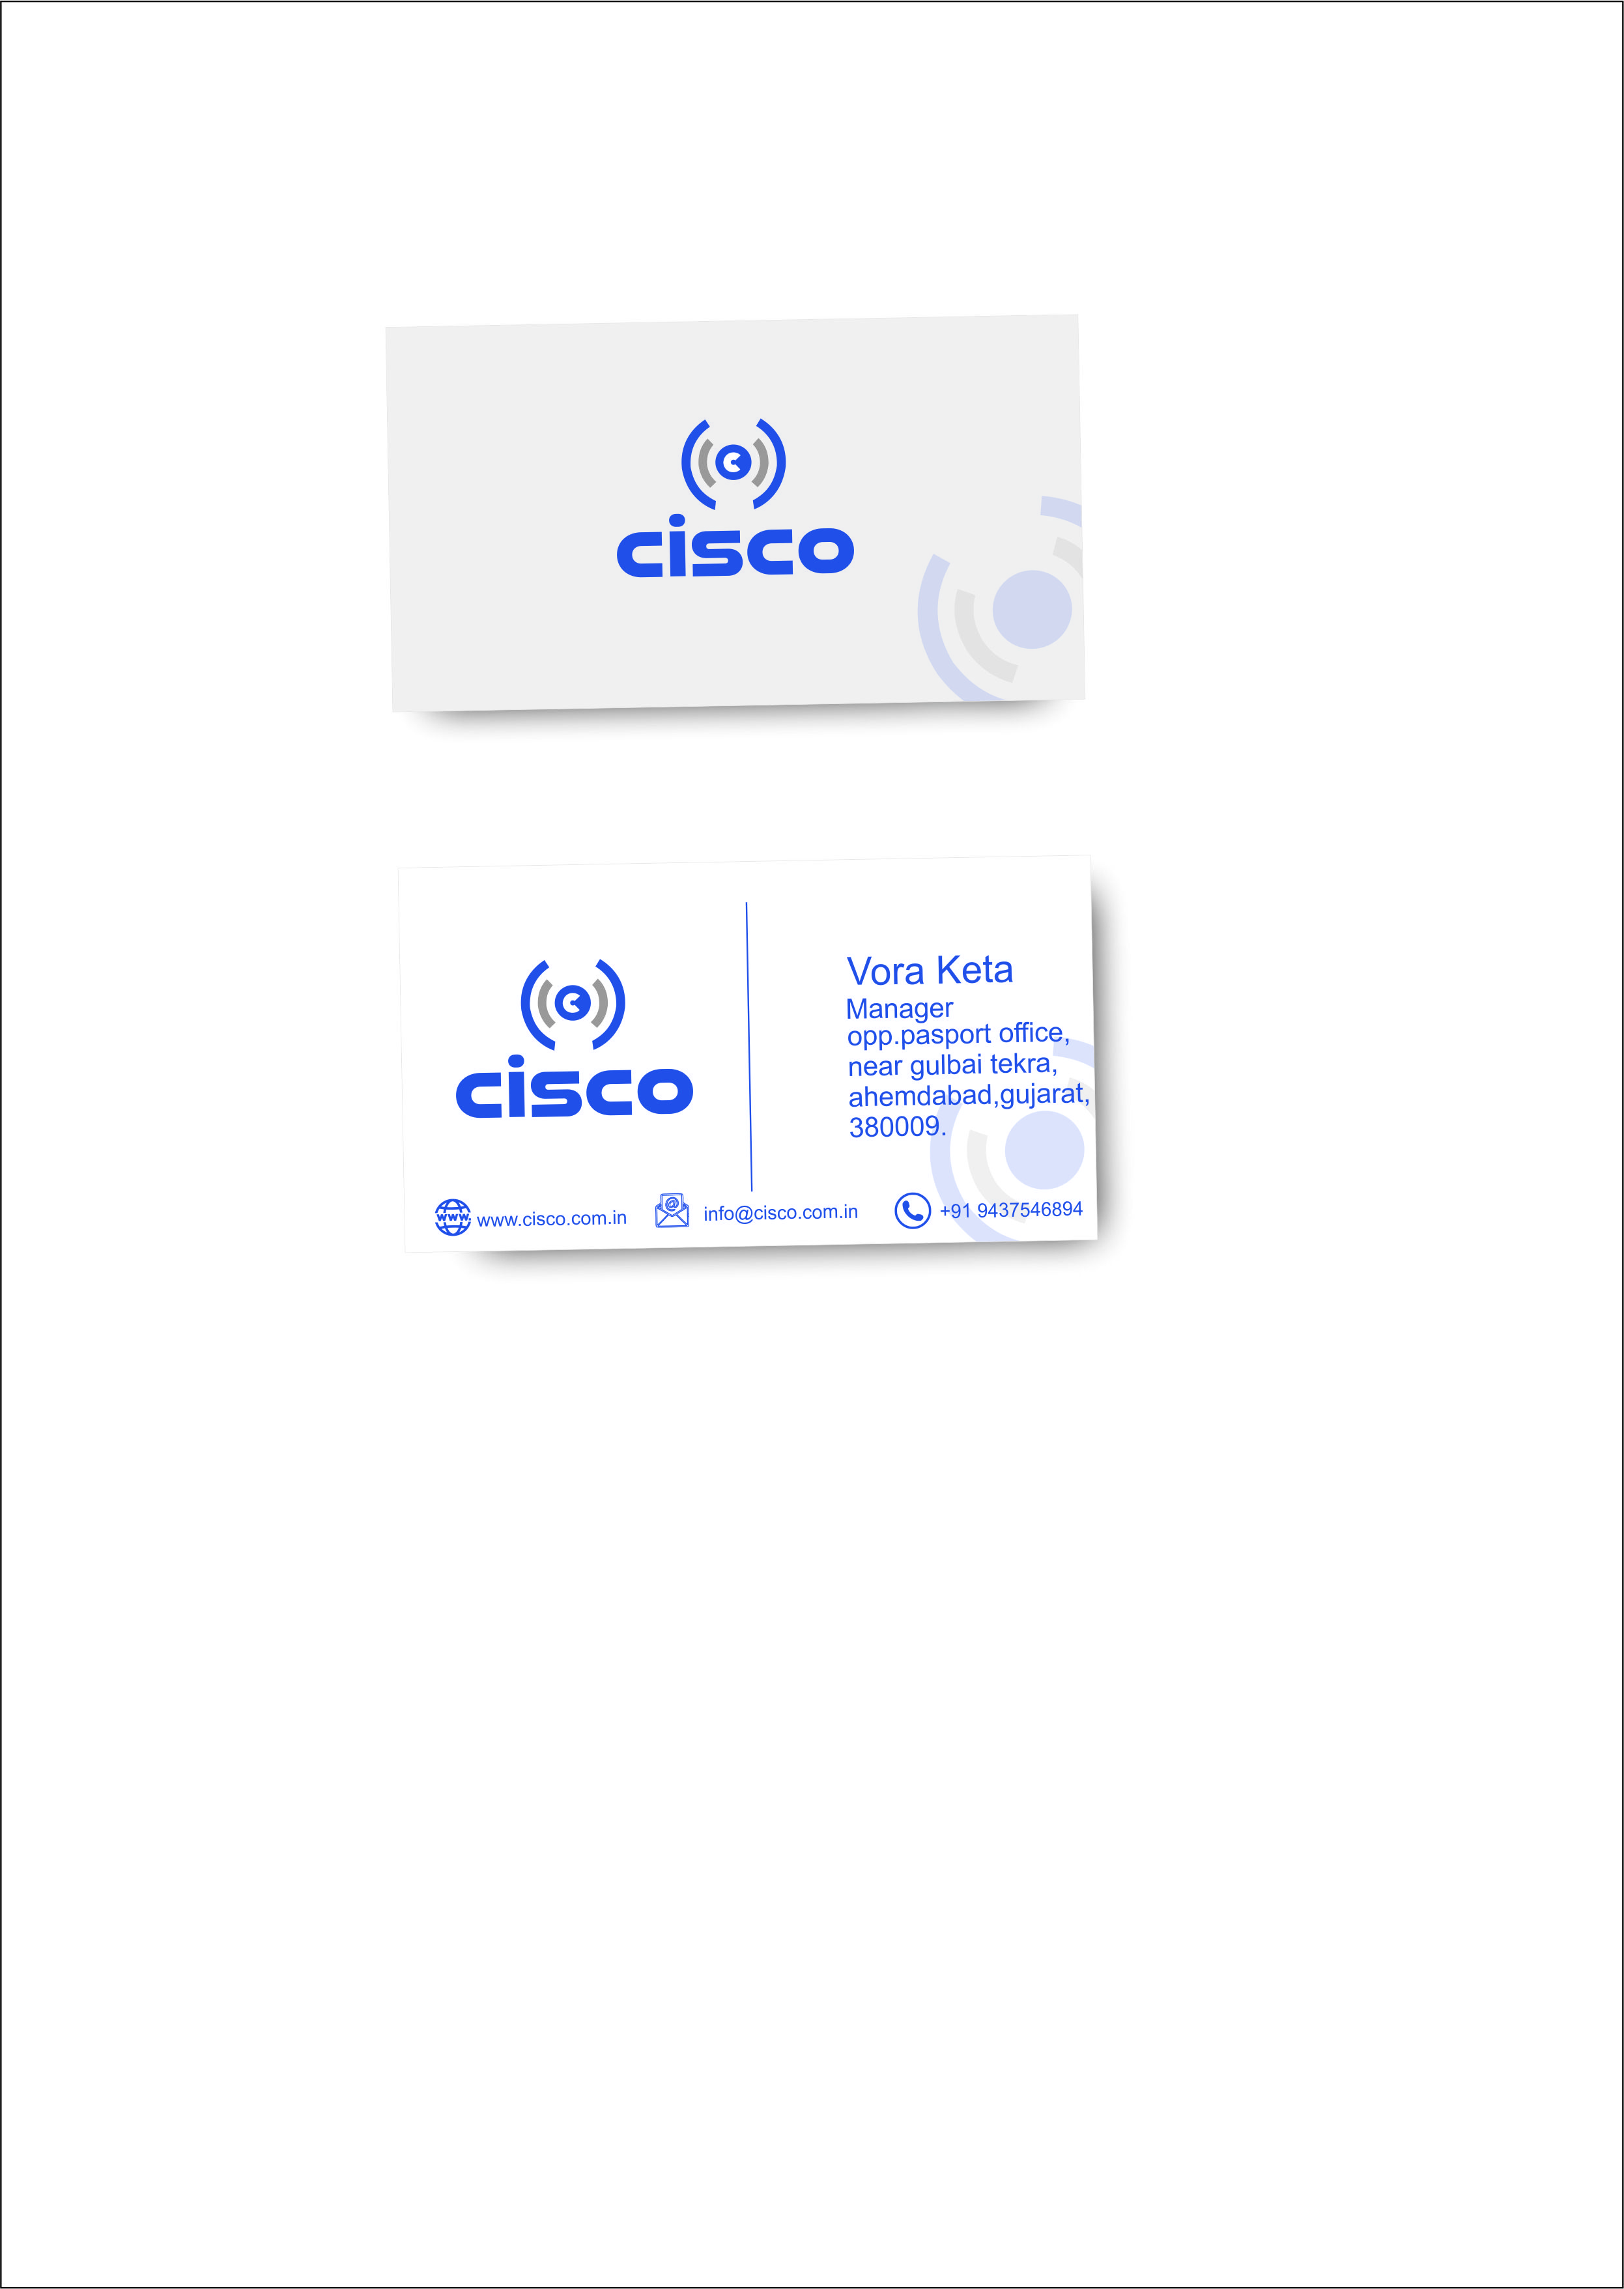 cisco
cisco
Vora Keta
Manager
opp.pasport office,
near gulbai tekra,
ahemdabad,gujarat,
380009.
www www.cisco.com.in @ info@cisco.com.in +91 9437546894